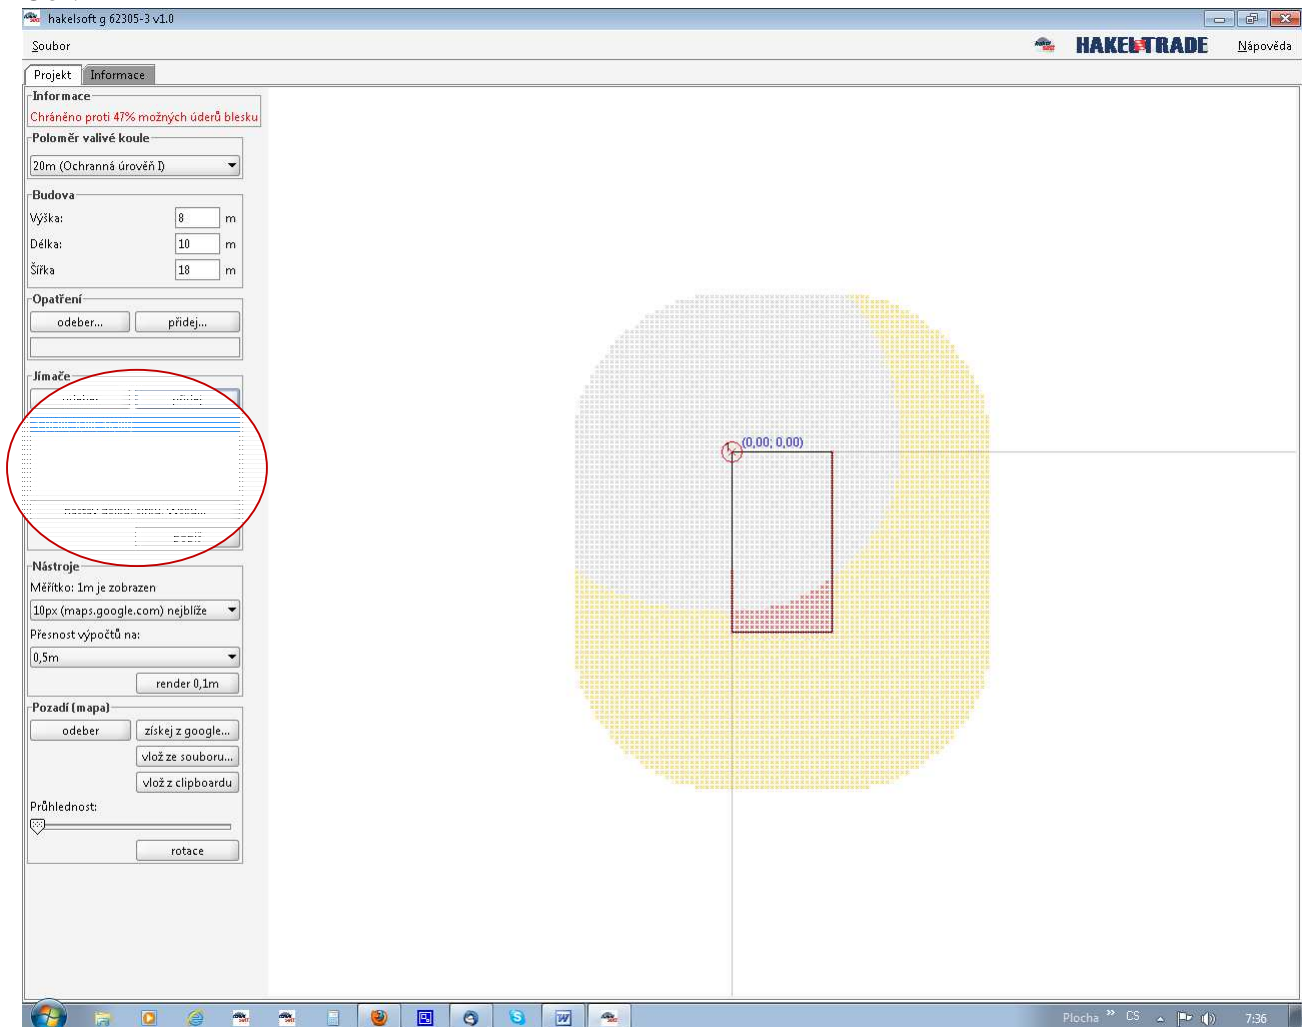 hakelsoft g 62305-3 v1.0
Soubor
HAKEL TRADE
Nápověda
Projekt
Informace
Informace
Chráněno proti 47% možných úderů blesku
Poloměr valivé koule
20m (Ochranná úrověň I)
Budova
Výška: 8 m
Délka: 10 m
Šířka 18 m
Opatření
odeber... přidej...
Jímače
1 (0,00; 0,00)
Nástroje
Měřítko: 1m je zobrazen
10px (maps.google.com) nejblíže
Přesnost výpočtů na:
0,5m
render 0,1m
Pozadí (mapa)
odeber získej z google...
vlož ze souboru...
vlož z clipboardu
Průhlednost:
rotace
Plocha » CS 7:36